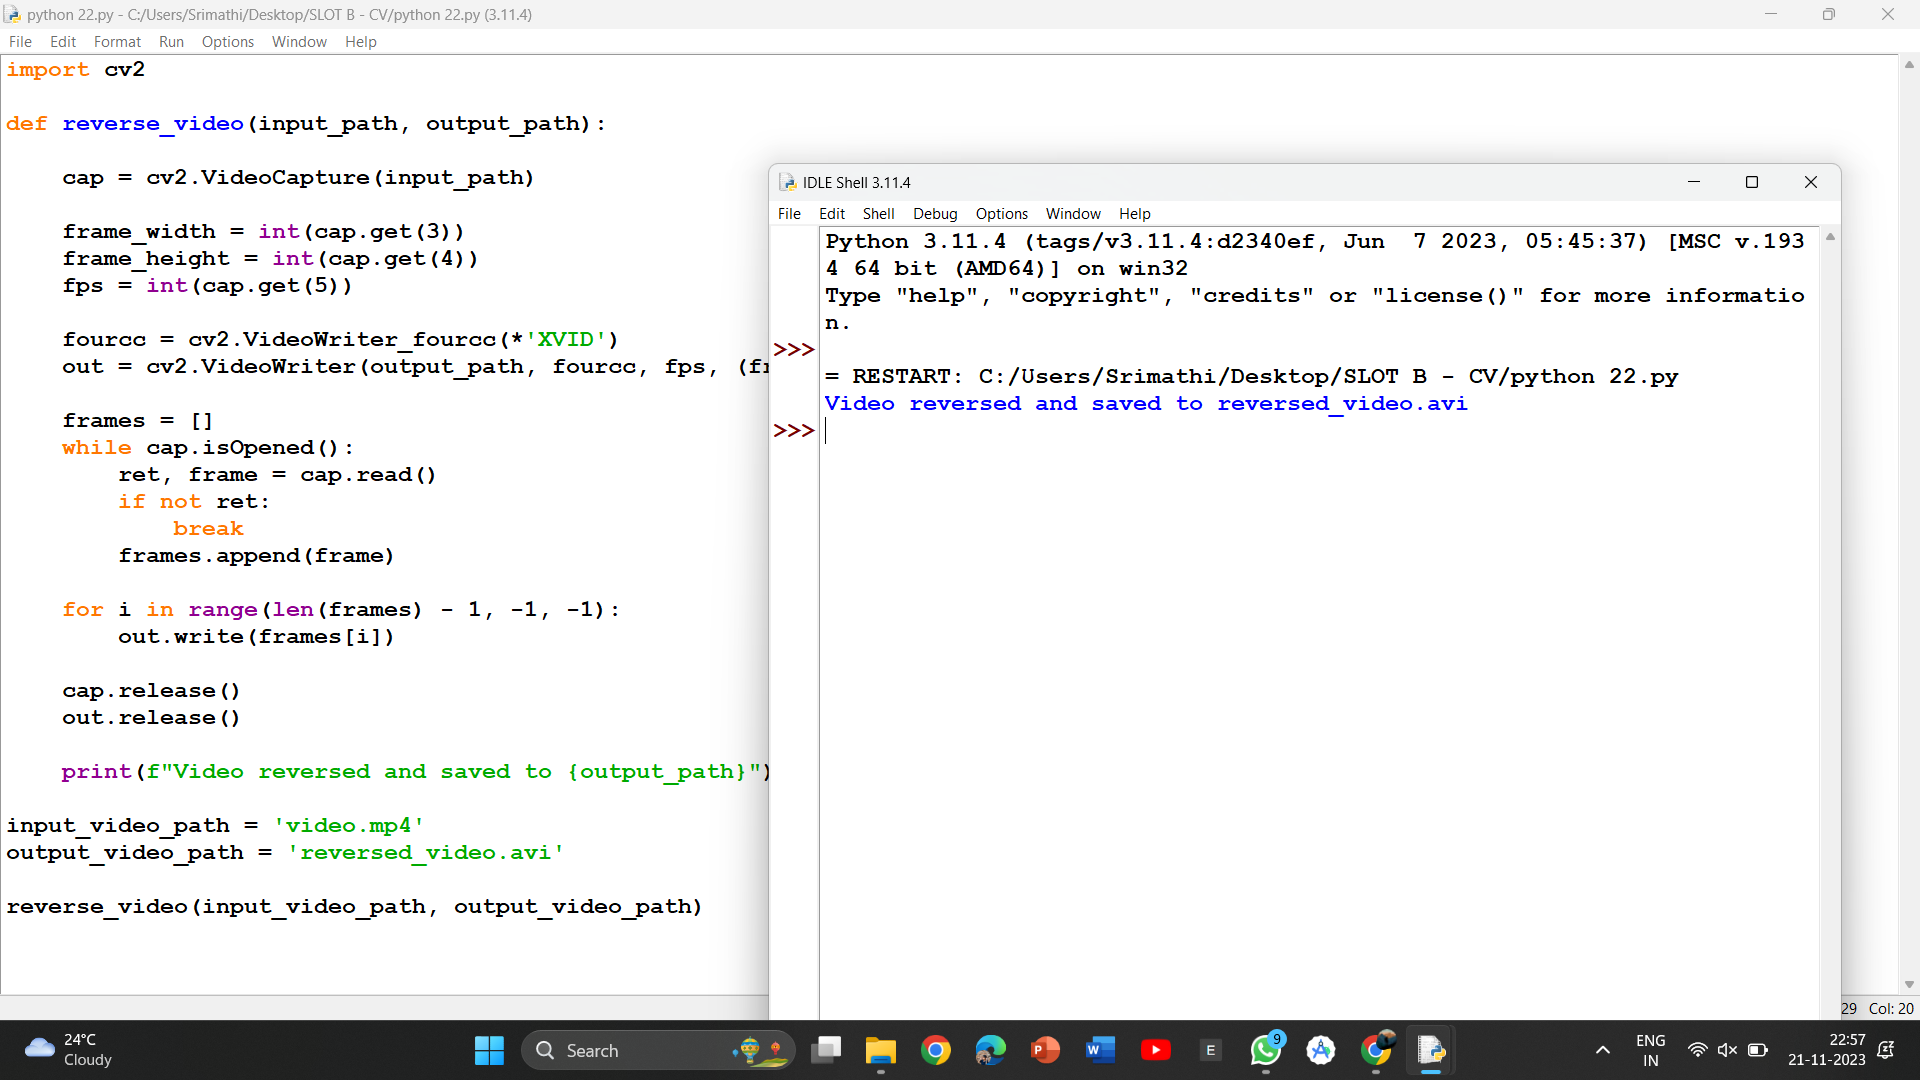 python 22.py - C:/Users/Srimathi/Desktop/SLOT B - CV/python 22.py (3.11.4)
File Edit Format Run Options Window Help
import cv2
def reverse_video(input_path, output_path):
cap = cv2.VideoCapture(input_path)
frame_width = int(cap.get(3))
frame_height = int(cap.get(4))
fps = int(cap.get(5))
fourcc = cv2.VideoWriter_fourcc(*'XVID')
out = cv2.VideoWriter(output_path, fourcc, fps, (fr
frames = []
while cap.isOpened():
ret, frame = cap.read()
if not ret:
break
frames.append(frame)
for i in range(len(frames) - 1, -1, -1):
out.write(frames[i])
cap.release()
out.release()
print(f"Video reversed and saved to {output_path}")
input_video_path = 'video.mp4'
output_video_path = 'reversed_video.avi'
reverse_video(input_video_path, output_video_path)
IDLE Shell 3.11.4
File Edit Shell Debug Options Window Help
Python 3.11.4 (tags/v3.11.4:d2340ef, Jun  7 2023, 05:45:37) [MSC v.193
4 64 bit (AMD64)] on win32
Type "help", "copyright", "credits" or "license()" for more informatio
n.
>>>
= RESTART: C:/Users/Srimathi/Desktop/SLOT B - CV/python 22.py
Video reversed and saved to reversed_video.avi
>>>
29 Col: 20
24°C
Cloudy
Search
P
W
E
9
ENG
IN
22:57
21-11-2023